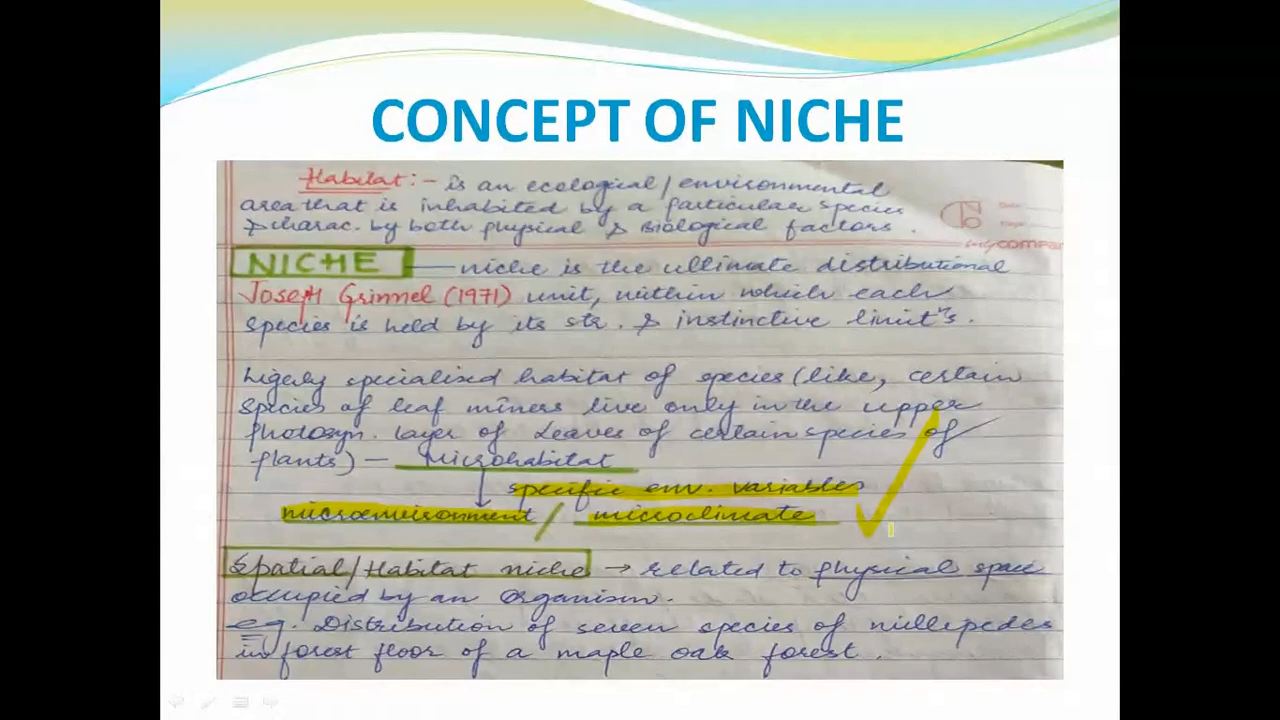 CONCEPT OF NICHE
Habitat:- is an ecological/environmental
area that is inhabited by a particular species
& charac. by both physical & Biological factors.
NICHE — niche is the ultimate distributional
Joseph Grinnel (1971) unit, within which each
species is held by its str. & instinctive limit's.
higely specialized habitat of species (like, certain
species of leaf miners live only in the upper
photosyn. layer of leaves of certain species of
plants) - Microhabitat
specific env. variables
microenvironment / microclimate
Spatial/Habitat niche → related to physical space
occupied by an organism.
eg. Distribution of seven species of millepedes
in forest floor of a maple oak forest.